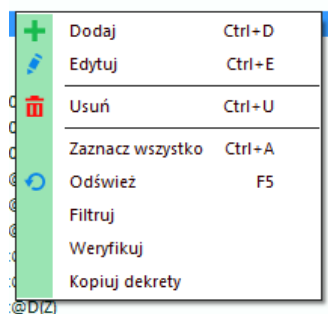 Dodaj Ctrl+D
Edytuj Ctrl+E
Usuń Ctrl+U
Zaznacz wszystko Ctrl+A
Odśwież F5
Filtruj
Weryfikuj
Kopiuj dekrety
:@D(Z)